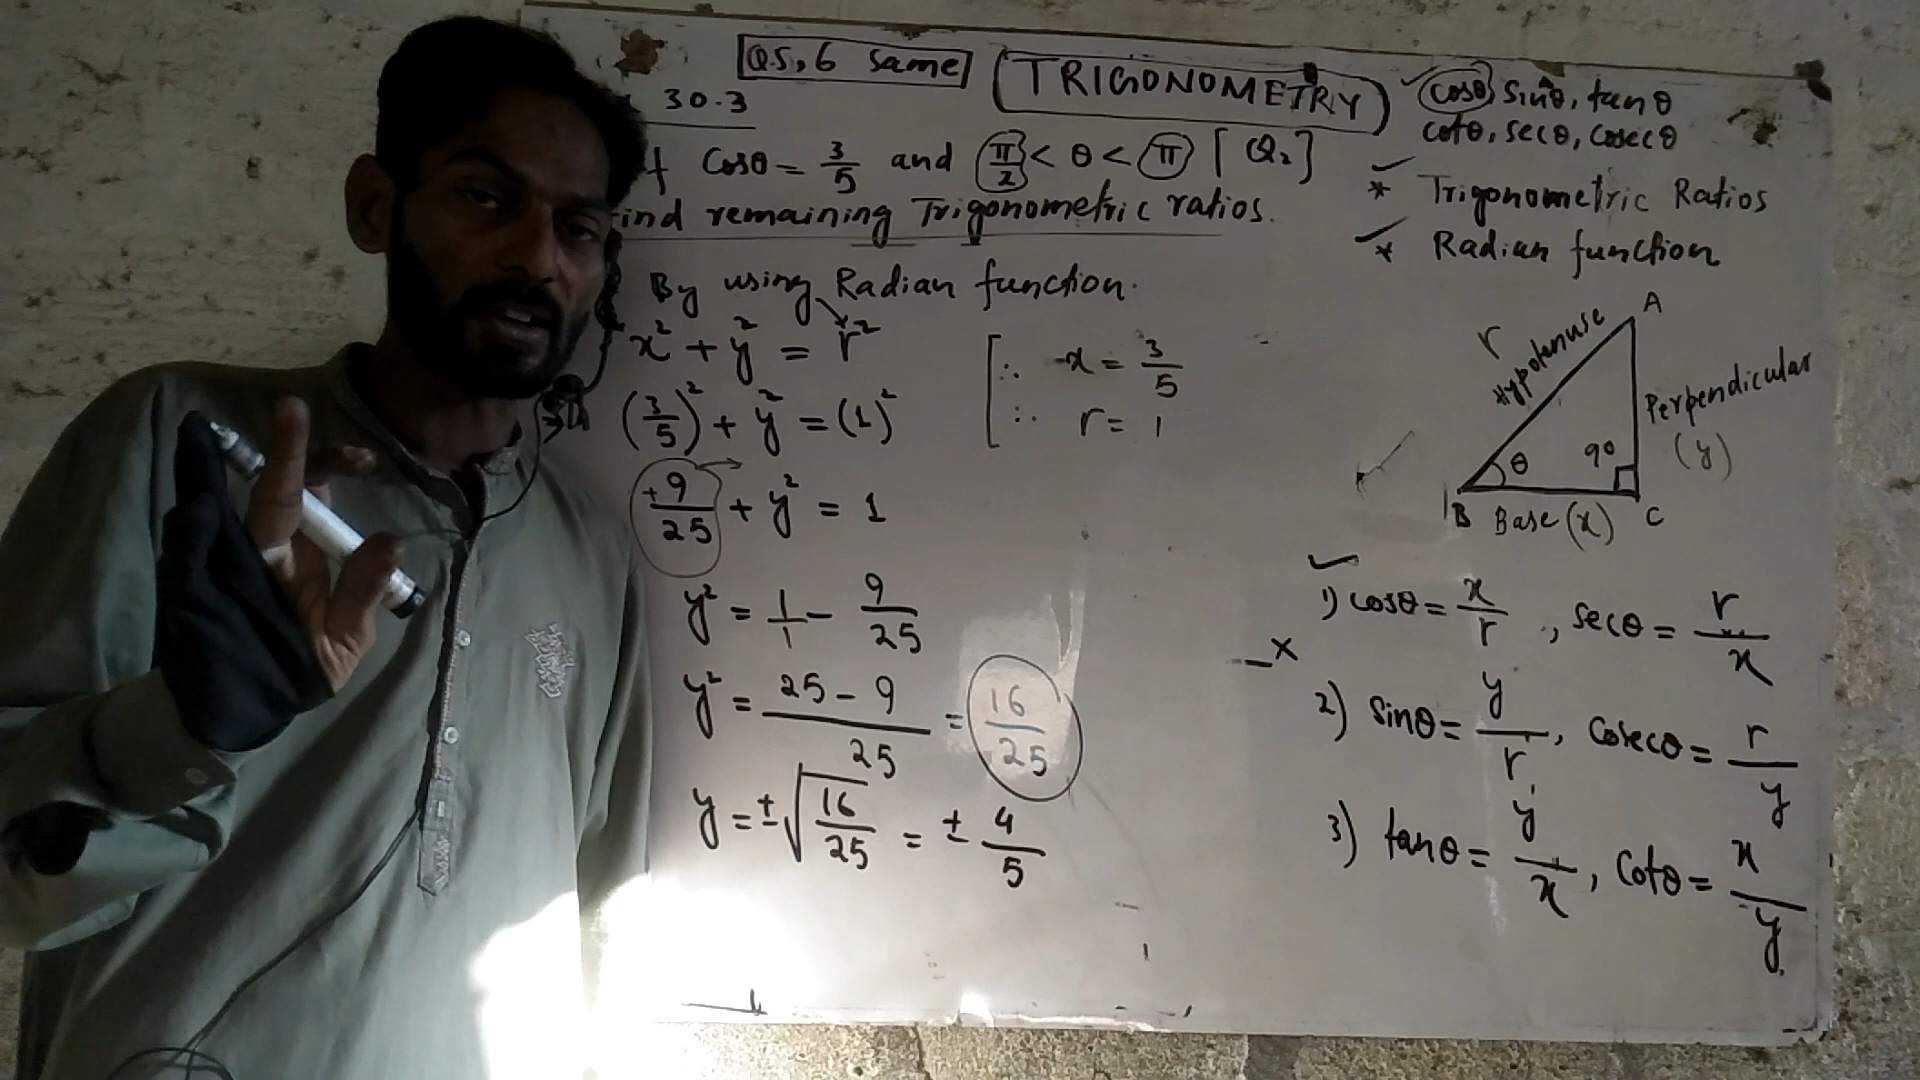 Q.5,6 Same
TRIGONOMETRY
30.3
f Cosθ = 3/5 and π/2 < θ < π [Q₂]
ind remaining Trigonometric ratios.
By using Radian function.
x² + y² = r²
(3/5)² + y² = (1)²
+9/25 + y² = 1
y² = 1/1 - 9/25
y² = 25-9/25 = 16/25
y = ±√16/25 = ± 4/5
∴ x = 3/5
∴ r = 1
cosθ, sinθ, tanθ
cotθ, secθ, cosecθ
* Trigonometric Ratios
* Radian function
A
r
Hypotenuse
Perpendicular
(y)
θ
90
B Base (x) C
1) cosθ = x/r, secθ = r/x
-x
2) sinθ = y/r, cosecθ = r/y
3) tanθ = y/x, cotθ = x/y